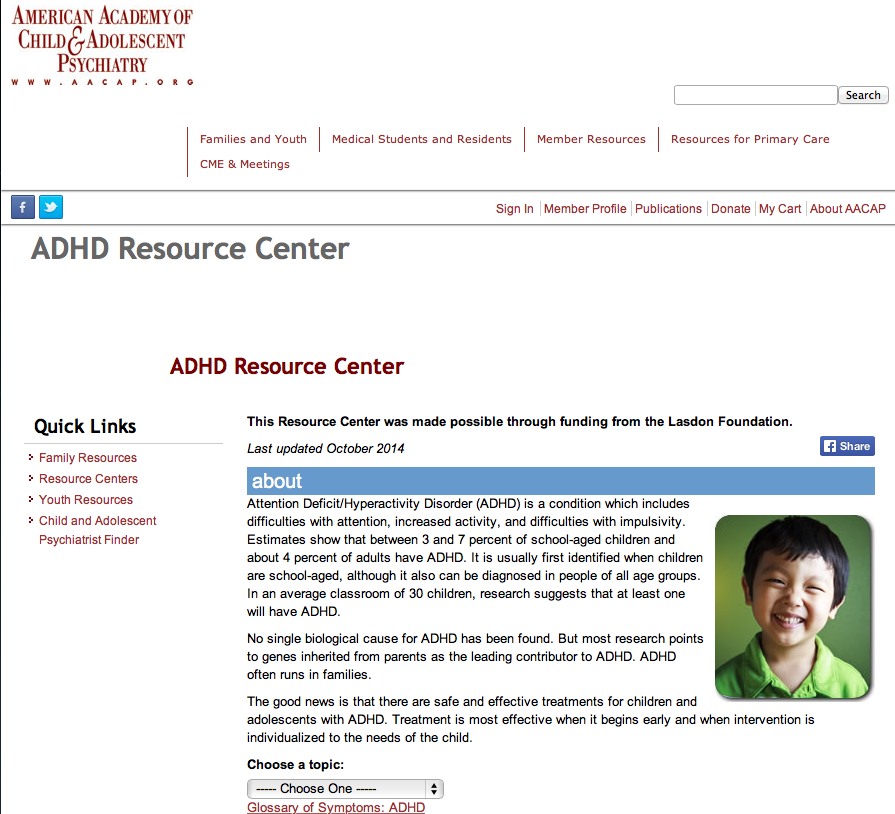 AMERICAN ACADEMY OF
CHILD & ADOLESCENT
PSYCHIATRY
WWW.AACAP.ORG
Search
Families and Youth
Medical Students and Residents
Member Resources
Resources for Primary Care
CME & Meetings
Sign In
Member Profile
Publications
Donate
My Cart
About AACAP
ADHD Resource Center
ADHD Resource Center
Quick Links
Family Resources
Resource Centers
Youth Resources
Child and Adolescent
Psychiatrist Finder
This Resource Center was made possible through funding from the Lasdon Foundation.
Last updated October 2014
Share
about
Attention Deficit/Hyperactivity Disorder (ADHD) is a condition which includes
difficulties with attention, increased activity, and difficulties with impulsivity.
Estimates show that between 3 and 7 percent of school-aged children and
about 4 percent of adults have ADHD. It is usually first identified when children
are school-aged, although it also can be diagnosed in people of all age groups.
In an average classroom of 30 children, research suggests that at least one
will have ADHD.
No single biological cause for ADHD has been found. But most research points
to genes inherited from parents as the leading contributor to ADHD. ADHD
often runs in families.
The good news is that there are safe and effective treatments for children and
adolescents with ADHD. Treatment is most effective when it begins early and when intervention is
individualized to the needs of the child.
Choose a topic:
----- Choose One -----
Glossary of Symptoms: ADHD